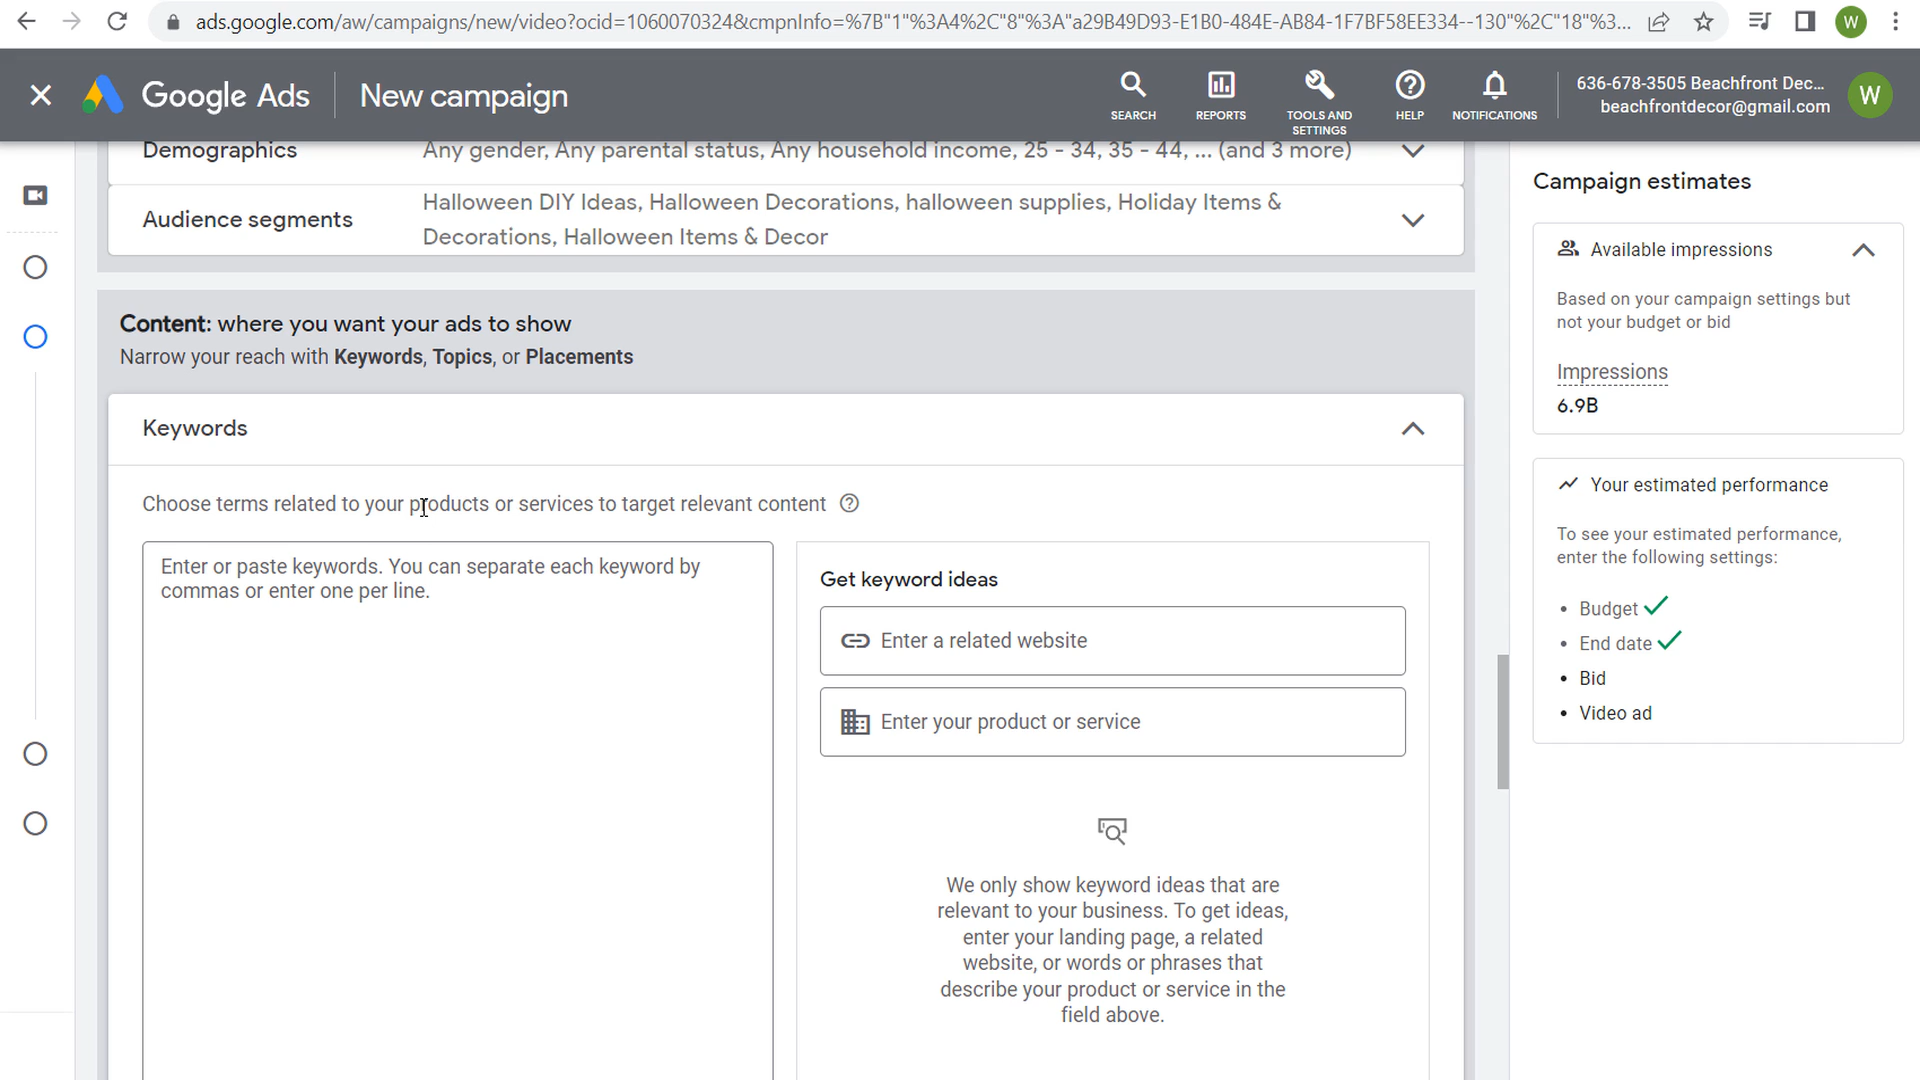 ads.google.com/aw/campaigns/new/video?ocid=1060070324&cmpnInfo=%7B"1"%3A4%2C"8"%3A"a29B49D93-E1B0-484E-AB84-1F7BF58EE334--130"%2C"18"%3...
W
Google Ads
New campaign
SEARCH
REPORTS
TOOLS AND
SETTINGS
HELP
NOTIFICATIONS
636-678-3505 Beachfront Dec...
beachfrontdecor@gmail.com
W
Demographics
Any gender, Any parental status, Any household income, 25 - 34, 35 - 44, ... (and 3 more)
Audience segments
Halloween DIY Ideas, Halloween Decorations, halloween supplies, Holiday Items &
Decorations, Halloween Items & Decor
Content: where you want your ads to show
Narrow your reach with Keywords, Topics, or Placements
Keywords
Choose terms related to your products or services to target relevant content
Enter or paste keywords. You can separate each keyword by
commas or enter one per line.
Get keyword ideas
Enter a related website
Enter your product or service
We only show keyword ideas that are
relevant to your business. To get ideas,
enter your landing page, a related
website, or words or phrases that
describe your product or service in the
field above.
Campaign estimates
Available impressions
Based on your campaign settings but
not your budget or bid
Impressions
6.9B
Your estimated performance
To see your estimated performance,
enter the following settings:
• Budget
• End date
• Bid
• Video ad